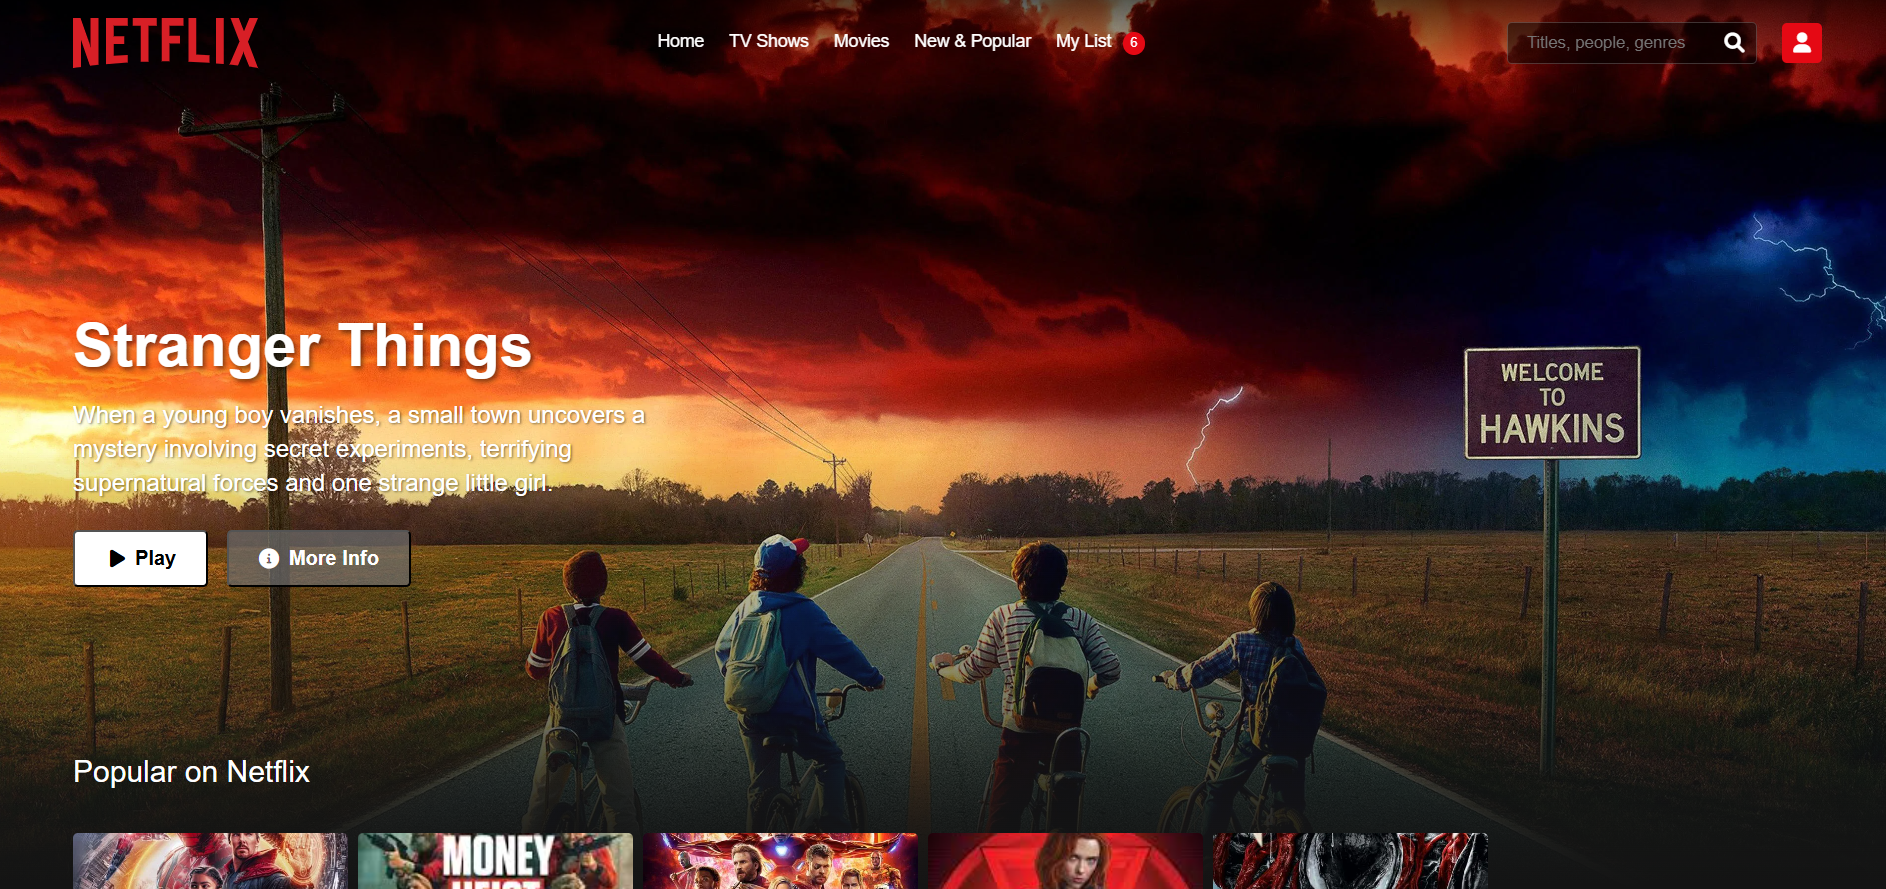 NETFLIX
Home TV Shows Movies New & Popular My List 6
Titles, people, genres
WELCOME
TO
HAWKINS
Stranger Things
When a young boy vanishes, a small town uncovers a
mystery involving secret experiments, terrifying
supernatural forces and one strange little girl.
Play More Info
Popular on Netflix
MONEY
HEIST